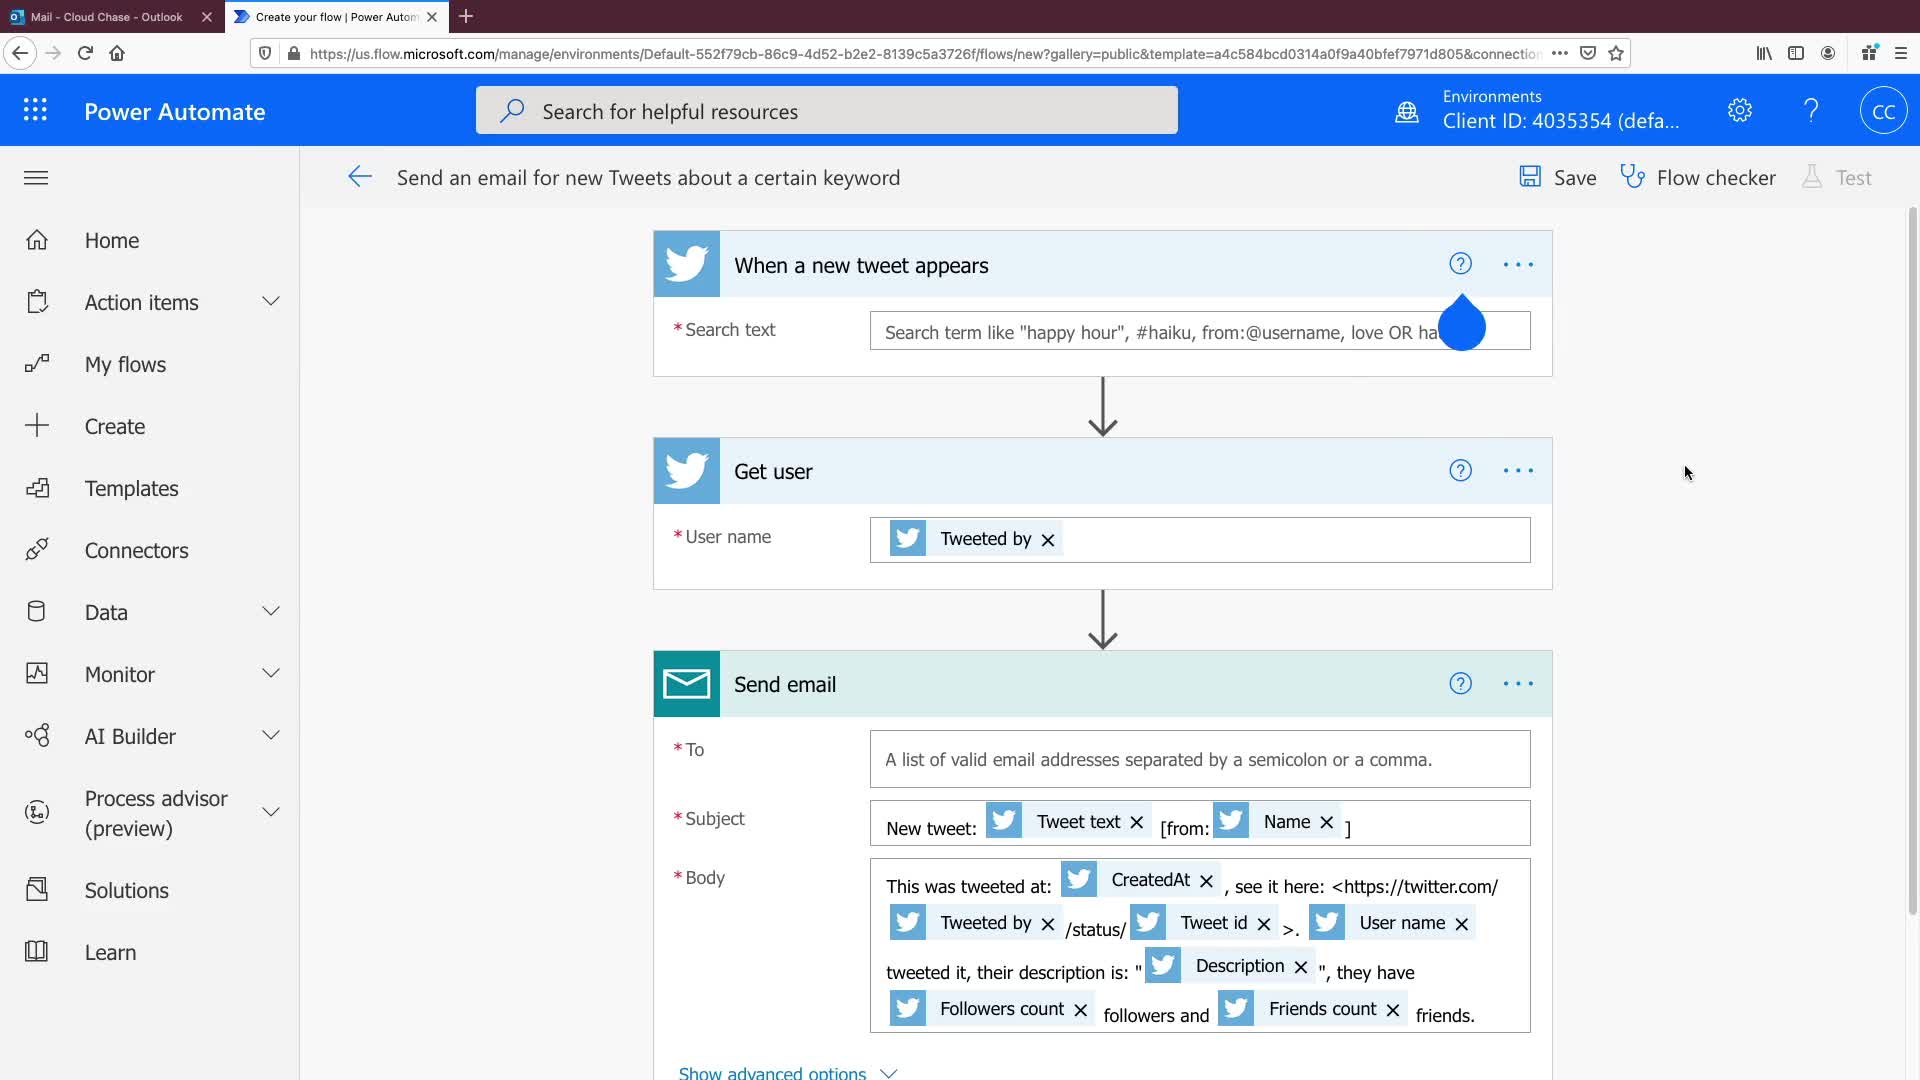 Mail - Cloud Chase - Outlook
Create your flow | Power Autom
https://us.flow.microsoft.com/manage/environments/Default-552f79cb-86c9-4d52-b2e2-8139c5a3726f/flows/new?gallery=public&template=a4c584bcd0314a0f9a40bfef7971d805&connection
Power Automate
Search for helpful resources
Environments
Client ID: 4035354 (defa...
CC
Send an email for new Tweets about a certain keyword
Save
Flow checker
Test
Home
Action items
My flows
Create
Templates
Connectors
Data
Monitor
AI Builder
Process advisor
(preview)
Solutions
Learn
When a new tweet appears
* Search text
Search term like "happy hour", #haiku, from:@username, love OR ha
Get user
* User name
Tweeted by
Send email
* To
A list of valid email addresses separated by a semicolon or a comma.
* Subject
New tweet: Tweet text [from: Name ]
* Body
This was tweeted at: CreatedAt , see it here: <https://twitter.com/
Tweeted by /status/ Tweet id >. User name
tweeted it, their description is: " Description ", they have
Followers count followers and Friends count friends.
Show advanced options